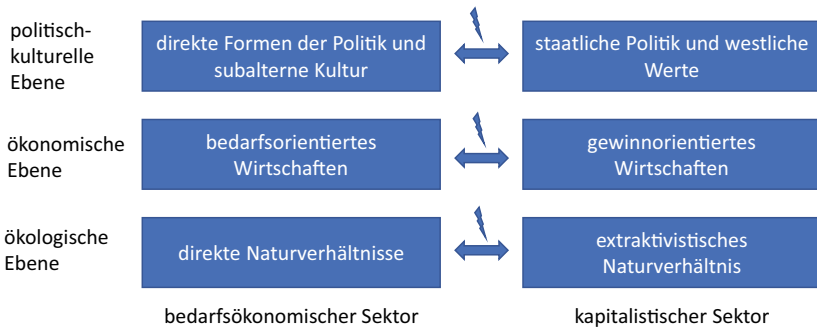 politisch-
kulturelle
Ebene
direkte Formen der Politik und
subalterne Kultur
staatliche Politik und westliche
Werte
ökonomische
Ebene
bedarfsorientiertes
Wirtschaften
gewinnorientiertes
Wirtschaften
ökologische
Ebene
direkte Naturverhältnisse
extraktivistisches
Naturverhältnis
bedarfsökonomischer Sektor
kapitalistischer Sektor